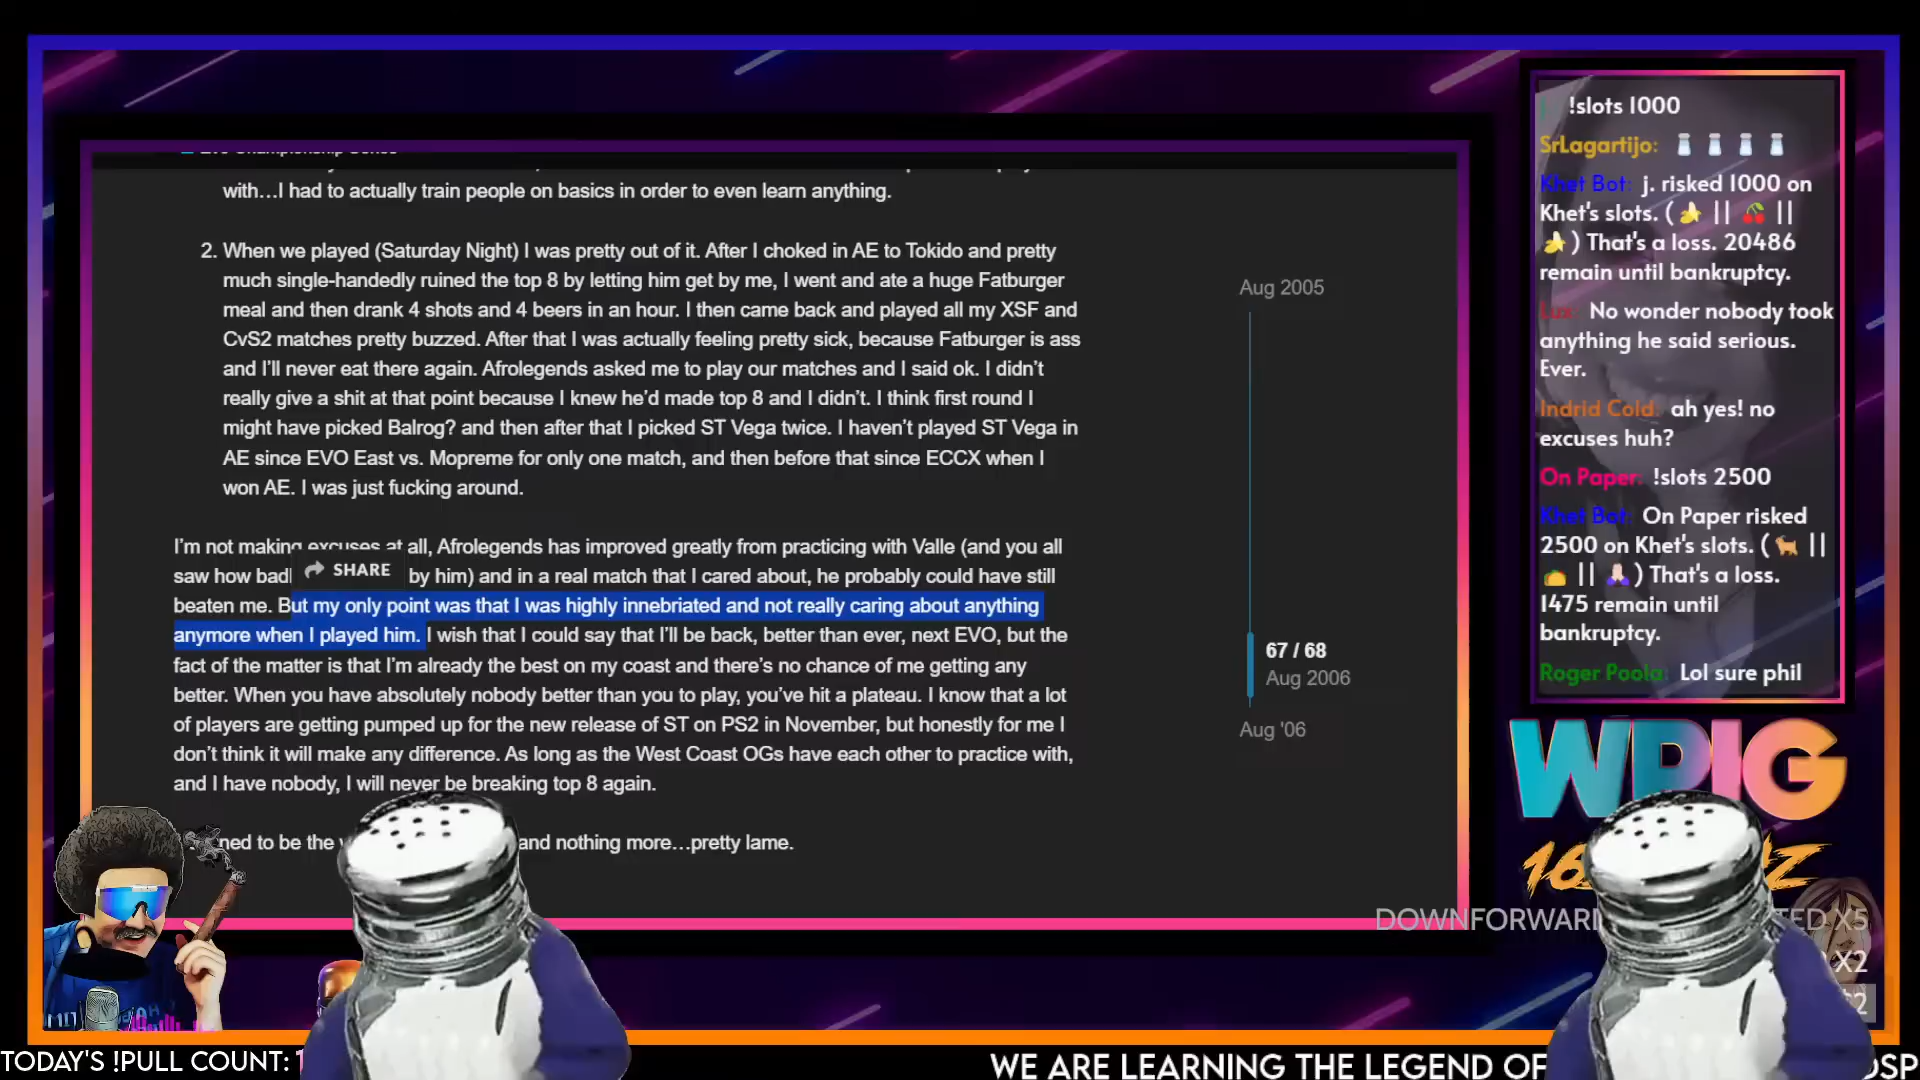 with…I had to actually train people on basics in order to even learn anything.
2. When we played (Saturday Night) I was pretty out of it. After I choked in AE to Tokido and pretty
much single-handedly ruined the top 8 by letting him get by me, I went and ate a huge Fatburger
meal and then drank 4 shots and 4 beers in an hour. I then came back and played all my XSF and
CvS2 matches pretty buzzed. After that I was actually feeling pretty sick, because Fatburger is ass
and I'll never eat there again. Afrolegends asked me to play our matches and I said ok. I didn't
really give a shit at that point because I knew he'd made top 8 and I didn't. I think first round I
might have picked Balrog? and then after that I picked ST Vega twice. I haven't played ST Vega in
AE since EVO East vs. Mopreme for only one match, and then before that since ECCX when I
won AE. I was just fucking around.
I'm not making excuses at all, Afrolegends has improved greatly from practicing with Valle (and you all
saw how badl
SHARE
by him) and in a real match that I cared about, he probably could have still
beaten me. But my only point was that I was highly innebriated and not really caring about anything
anymore when I played him. I wish that I could say that I'll be back, better than ever, next EVO, but the
fact of the matter is that I'm already the best on my coast and there's no chance of me getting any
better. When you have absolutely nobody better than you to play, you've hit a plateau. I know that a lot
of players are getting pumped up for the new release of ST on PS2 in November, but honestly for me I
don't think it will make any difference. As long as the West Coast OGs have each other to practice with,
and I have nobody, I will never be breaking top 8 again.
ned to be the
and nothing more…pretty lame.
Aug 2005
67 / 68
Aug 2006
Aug '06
!slots 1000
SrLagartijo:
Khet Bot: j. risked 1000 on
Khet's slots. ( 🍌 || 🍒 ||
🍌 ) That's a loss. 20486
remain until bankruptcy.
Lux: No wonder nobody took
anything he said serious.
Ever.
Indrid Cold: ah yes! no
excuses huh?
On Paper: !slots 2500
Khet Bot: On Paper risked
2500 on Khet's slots. ( 🐕 ||
🌮 || 🙏 ) That's a loss.
1475 remain until
bankruptcy.
Roger Paola: Lol sure phil
WPIG
16
DOWNFORWARD
TED X5
X2
TODAY'S !PULL COUNT: 1
WE ARE LEARNING THE LEGEND OF
DSP